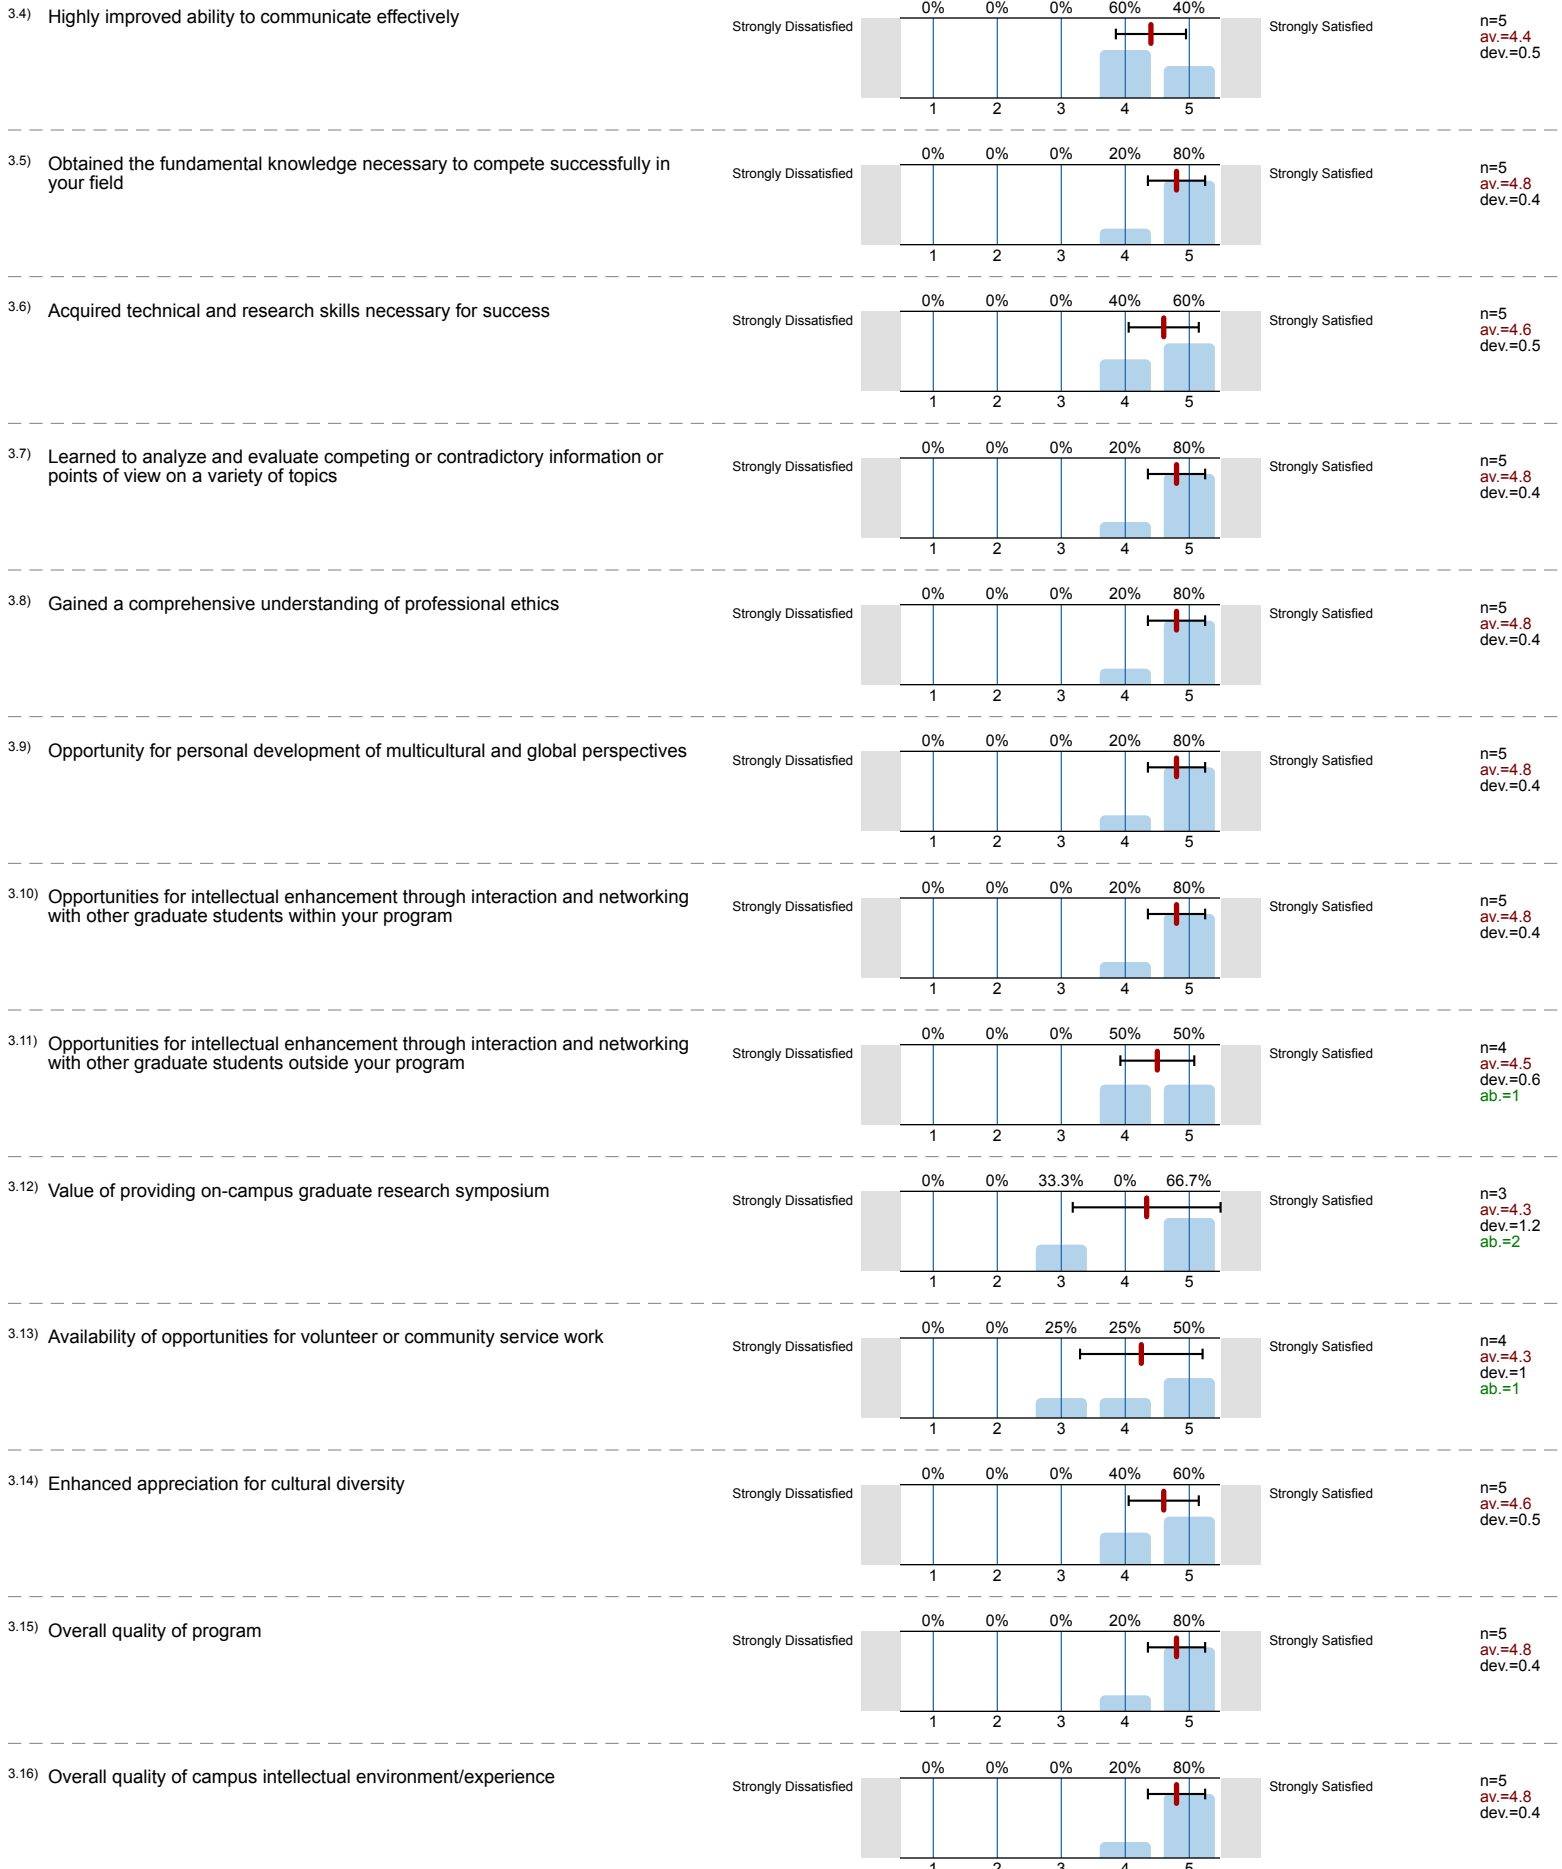 3.4) Highly improved ability to communicate effectively
Strongly Dissatisfied
0% 0% 0% 60% 40%
1 2 3 4 5
Strongly Satisfied
n=5
av.=4.4
dev.=0.5
3.5) Obtained the fundamental knowledge necessary to compete successfully in
your field
Strongly Dissatisfied
0% 0% 0% 20% 80%
1 2 3 4 5
Strongly Satisfied
n=5
av.=4.8
dev.=0.4
3.6) Acquired technical and research skills necessary for success
Strongly Dissatisfied
0% 0% 0% 40% 60%
1 2 3 4 5
Strongly Satisfied
n=5
av.=4.6
dev.=0.5
3.7) Learned to analyze and evaluate competing or contradictory information or
points of view on a variety of topics
Strongly Dissatisfied
0% 0% 0% 20% 80%
1 2 3 4 5
Strongly Satisfied
n=5
av.=4.8
dev.=0.4
3.8) Gained a comprehensive understanding of professional ethics
Strongly Dissatisfied
0% 0% 0% 20% 80%
1 2 3 4 5
Strongly Satisfied
n=5
av.=4.8
dev.=0.4
3.9) Opportunity for personal development of multicultural and global perspectives
Strongly Dissatisfied
0% 0% 0% 20% 80%
1 2 3 4 5
Strongly Satisfied
n=5
av.=4.8
dev.=0.4
3.10) Opportunities for intellectual enhancement through interaction and networking
with other graduate students within your program
Strongly Dissatisfied
0% 0% 0% 20% 80%
1 2 3 4 5
Strongly Satisfied
n=5
av.=4.8
dev.=0.4
3.11) Opportunities for intellectual enhancement through interaction and networking
with other graduate students outside your program
Strongly Dissatisfied
0% 0% 0% 50% 50%
1 2 3 4 5
Strongly Satisfied
n=4
av.=4.5
dev.=0.6
ab.=1
3.12) Value of providing on-campus graduate research symposium
Strongly Dissatisfied
0% 0% 33.3% 0% 66.7%
1 2 3 4 5
Strongly Satisfied
n=3
av.=4.3
dev.=1.2
ab.=2
3.13) Availability of opportunities for volunteer or community service work
Strongly Dissatisfied
0% 0% 25% 25% 50%
1 2 3 4 5
Strongly Satisfied
n=4
av.=4.3
dev.=1
ab.=1
3.14) Enhanced appreciation for cultural diversity
Strongly Dissatisfied
0% 0% 0% 40% 60%
1 2 3 4 5
Strongly Satisfied
n=5
av.=4.6
dev.=0.5
3.15) Overall quality of program
Strongly Dissatisfied
0% 0% 0% 20% 80%
1 2 3 4 5
Strongly Satisfied
n=5
av.=4.8
dev.=0.4
3.16) Overall quality of campus intellectual environment/experience
Strongly Dissatisfied
0% 0% 0% 20% 80%
1 2 3 4 5
Strongly Satisfied
n=5
av.=4.8
dev.=0.4